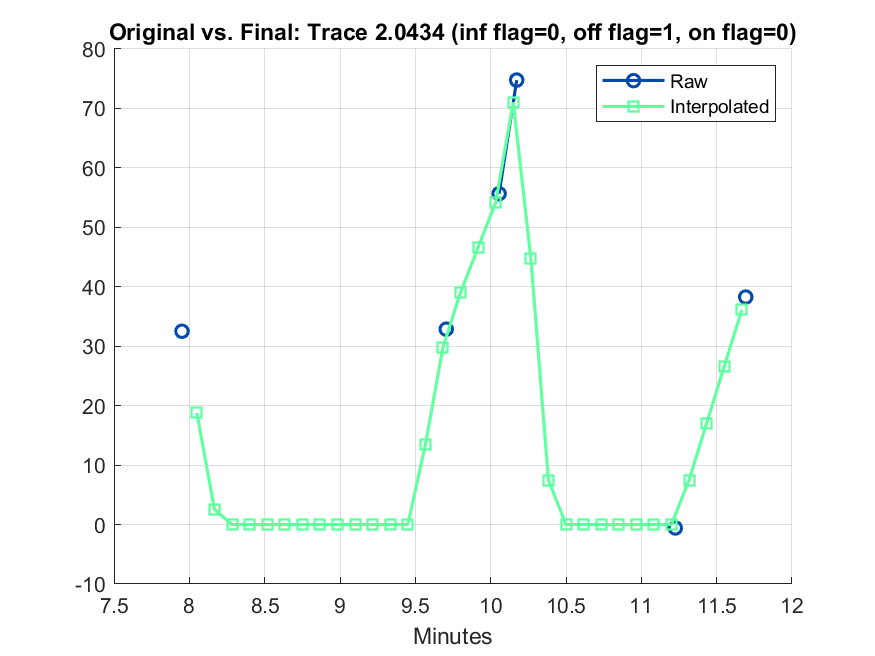 Original vs. Final: Trace 2.0434 (inf flag=0, off flag=1, on flag=0)
80
70
60
50
40
30
20
10
0
-10
Raw
Interpolated
7.5 8 8.5 9 9.5 10 10.5 11 11.5 12
Minutes